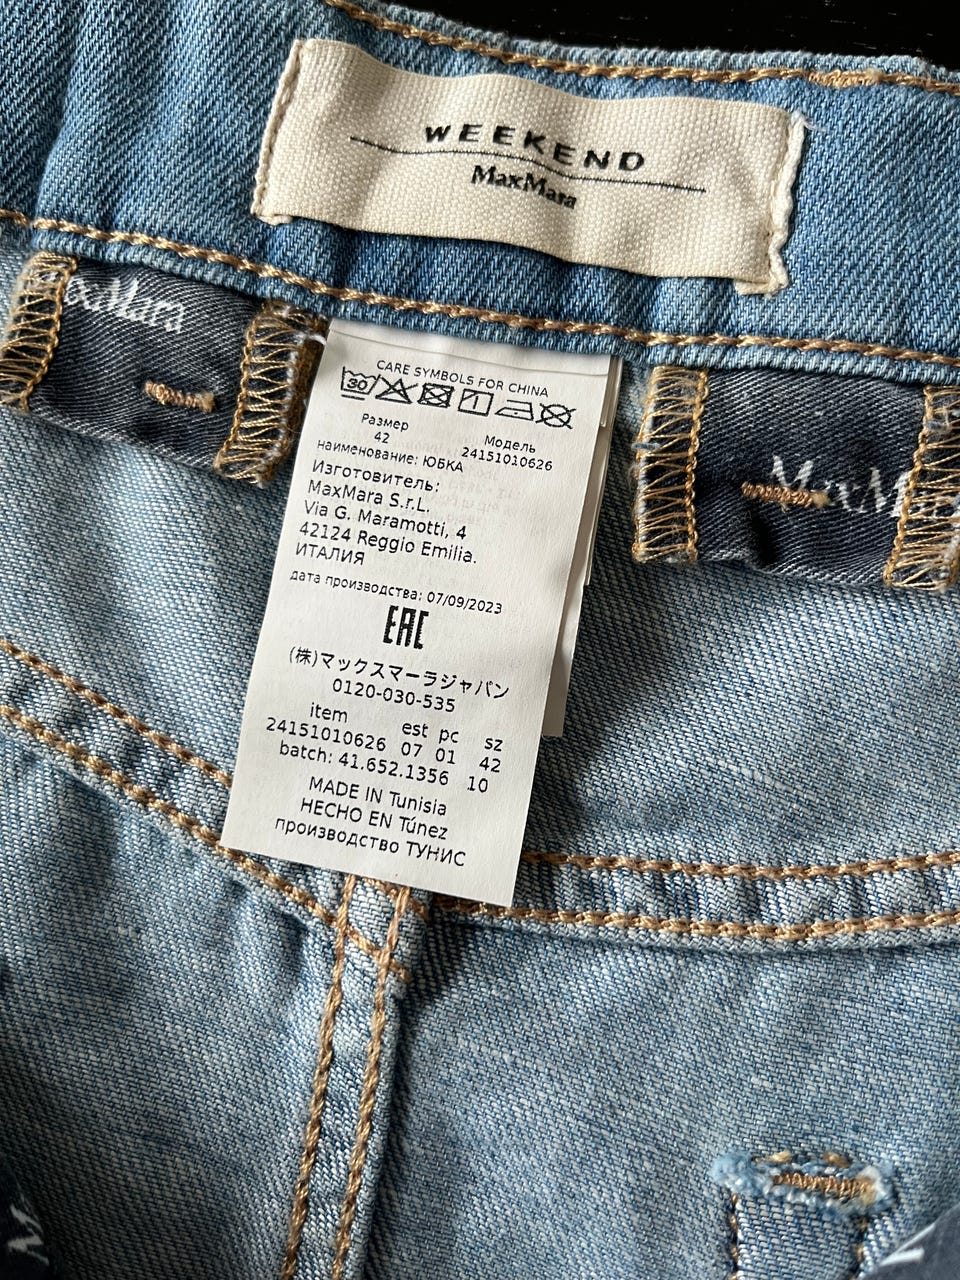 WEEKEND
MaxMara
MaxMara
MaxMa
CARE SYMBOLS FOR CHINA
30
Размер
42
Модель
24151010626
наименование: ЮБКА
Изготовитель:
MaxMara S.r.L.
Via G. Maramotti, 4
42124 Reggio Emilia.
ИТАЛИЯ
дата производства: 07/09/2023
EAC
(株)マックスマーラジャパン
0120-030-535
item est pc sz
24151010626 07 01 42
batch: 41.652.1356 10
MADE IN Tunisia
HECHO EN Túnez
производство ТУНИС